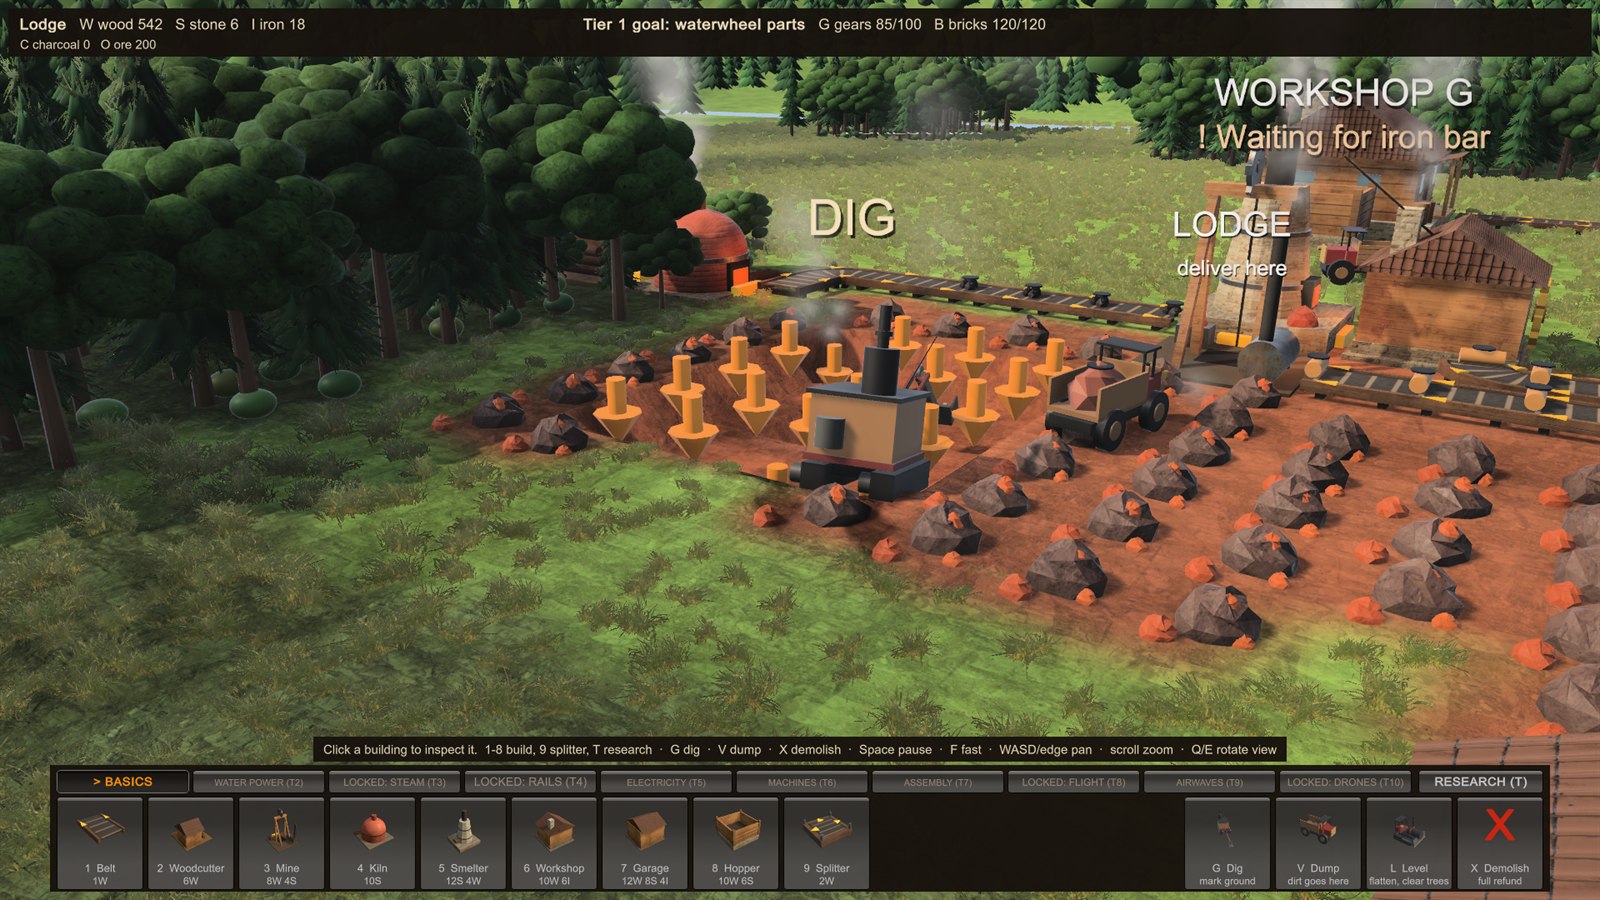 Lodge W wood 542 S stone 6 I iron 18
C charcoal 0 O ore 200
Tier 1 goal: waterwheel parts G gears 85/100 B bricks 120/120
WORKSHOP G
! Waiting for iron bar
DIG
LODGE
deliver here
Click a building to inspect it. 1-8 build, 9 splitter, T research · G dig · V dump · X demolish · Space pause · F fast · WASD/edge pan · scroll zoom · Q/E rotate view
> BASICS
WATER POWER (T2)
LOCKED: STEAM (T3)
LOCKED: RAILS (T4)
ELECTRICITY (T5)
MACHINES (T6)
ASSEMBLY (T7)
LOCKED: FLIGHT (T8)
AIRWAVES (T9)
LOCKED: DRONES (T10)
RESEARCH (T)
1 Belt
1W
2 Woodcutter
6W
3 Mine
8W 4S
4 Kiln
10S
5 Smelter
12S 4W
6 Workshop
10W 6I
7 Garage
12W 8S 4I
8 Hopper
10W 6S
9 Splitter
2W
G Dig
mark ground
V Dump
dirt goes here
L Level
flatten, clear trees
X Demolish
full refund